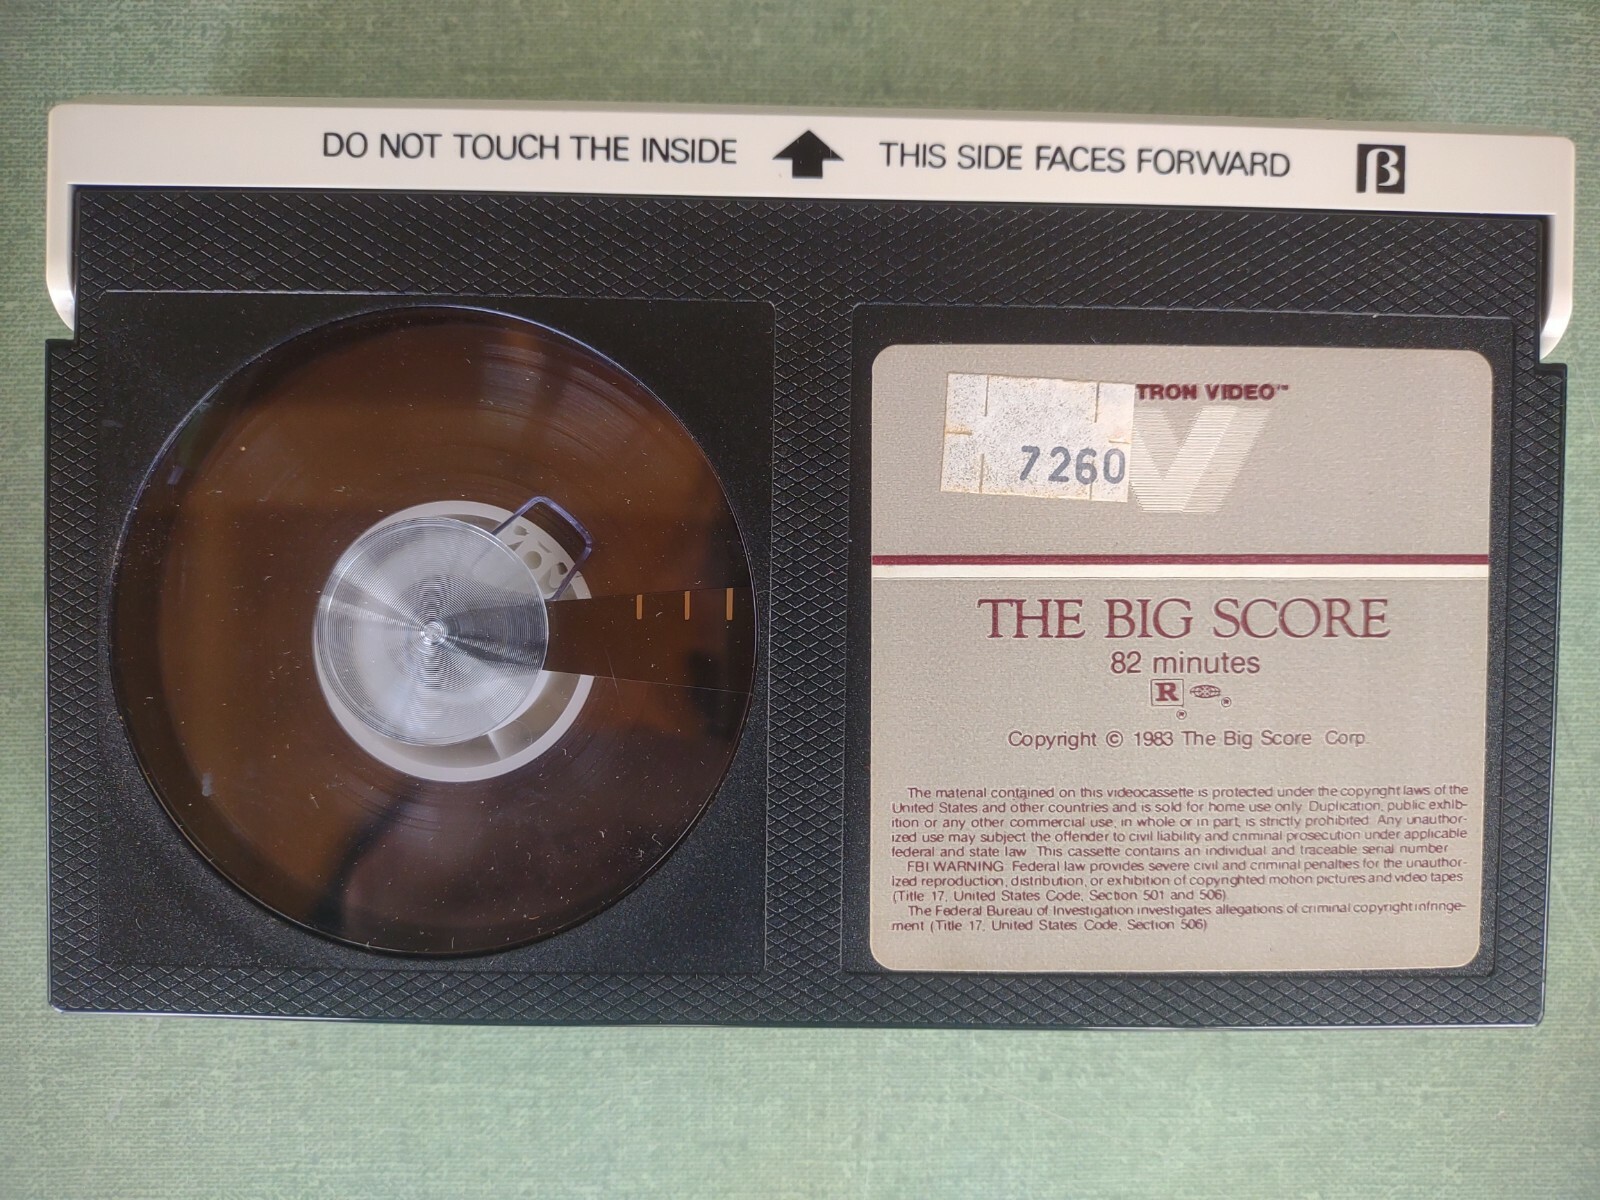 DO NOT TOUCH THE INSIDE THIS SIDE FACES FORWARD β
TRON VIDEO™
7260
THE BIG SCORE
82 minutes
R ®
®
Copyright © 1983 The Big Score Corp.
The material contained on this videocassette is protected under the copyright laws of the
United States and other countries and is sold for home use only. Duplication, public exhib-
ition or any other commercial use, in whole or in part, is strictly prohibited. Any unauthor-
ized use may subject the offender to civil liability and criminal prosecution under applicable
federal and state law. This cassette contains an individual and traceable serial number.
FBI WARNING: Federal law provides severe civil and criminal penalties for the unauthor-
ized reproduction, distribution, or exhibition of copyrighted motion pictures and video tapes
(Title 17, United States Code, Section 501 and 506).
The Federal Bureau of Investigation investigates allegations of criminal copyright infringe-
ment (Title 17, United States Code, Section 506)